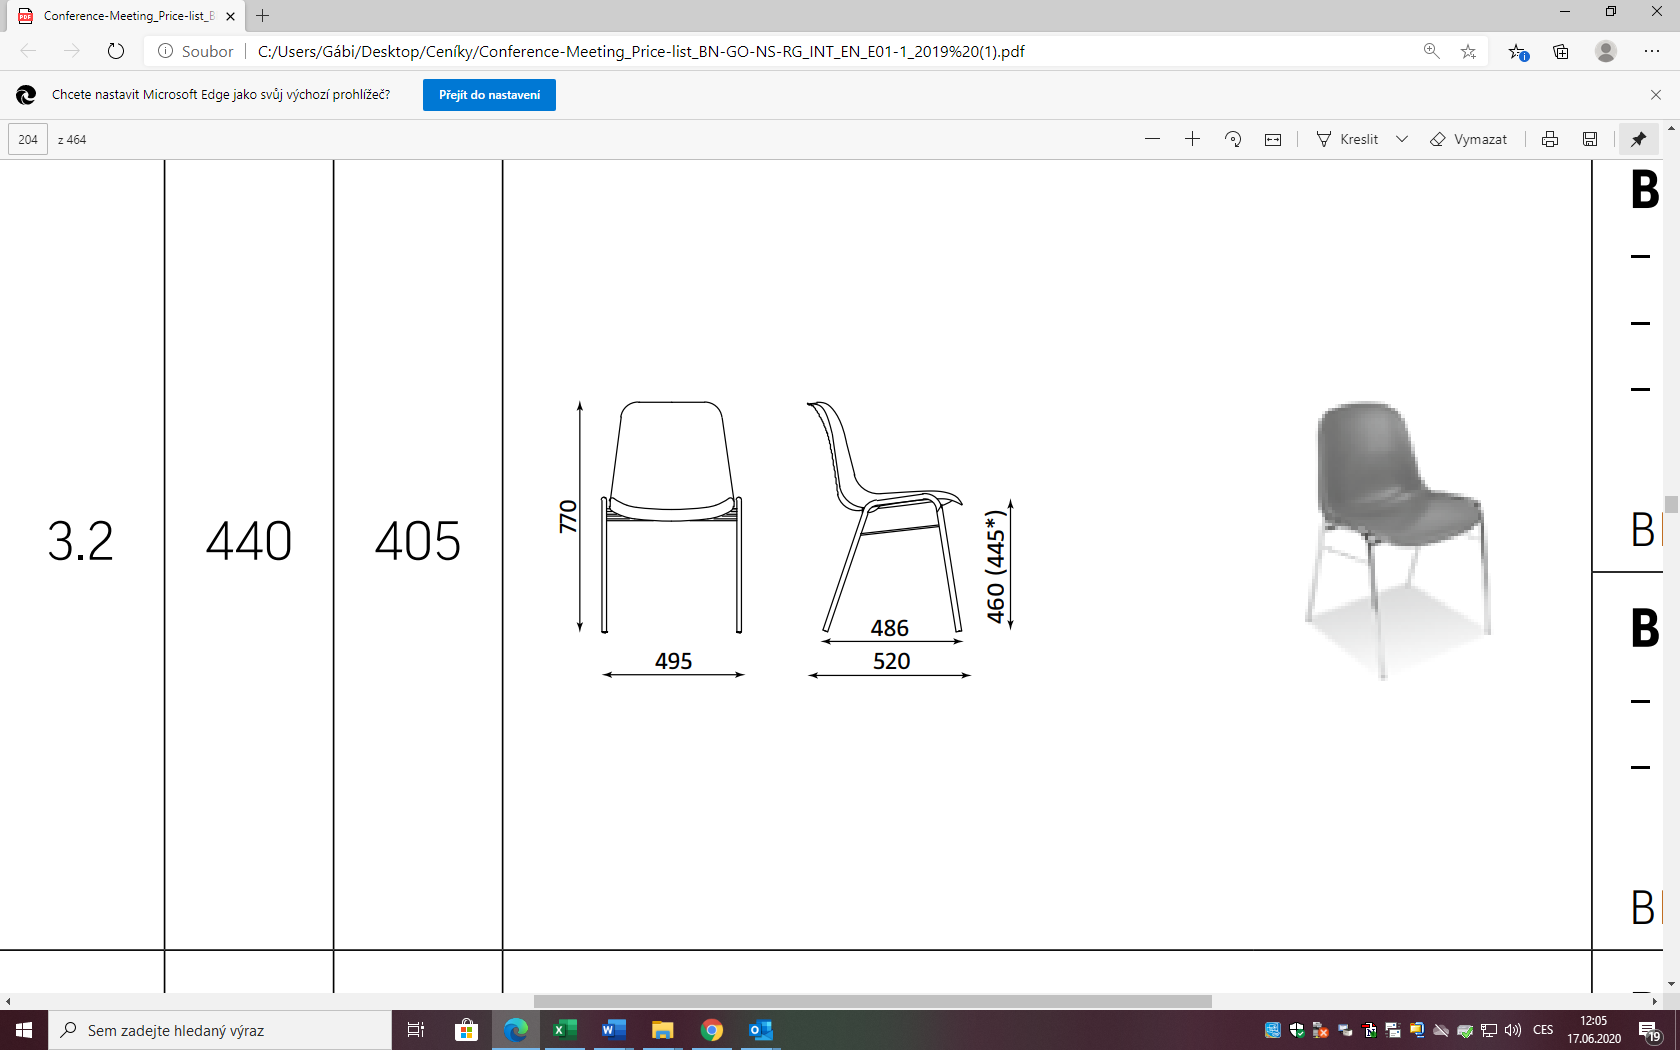 Conference-Meeting_Price-list_B
Soubor
C:/Users/Gábi/Desktop/Ceníky/Conference-Meeting_Price-list_BN-GO-NS-RG_INT_EN_E01-1_2019%20(1).pdf
Chcete nastavit Microsoft Edge jako svůj výchozí prohlížeč?
Přejít do nastavení
204 z 464
Kreslit
Vymazat
B
–
–
–
3.2
440
405
770
495
486
520
460 (445*)
B
B
–
–
B
Sem zadejte hledaný výraz
CES
12:05
17.06.2020
19